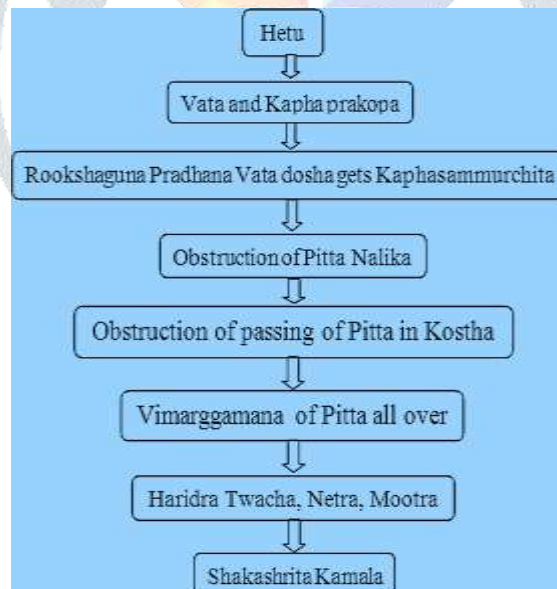 Hetu
Vata and Kapha prakopa
Rookshaguna Pradhana Vata dosha gets Kaphasammurchita
Obstruction of Pitta Nalika
Obstruction of passing of Pitta in Kostha
Vimarggamana of Pitta all over
Haridra Twacha, Netra, Mootra
Shakashrita Kamala